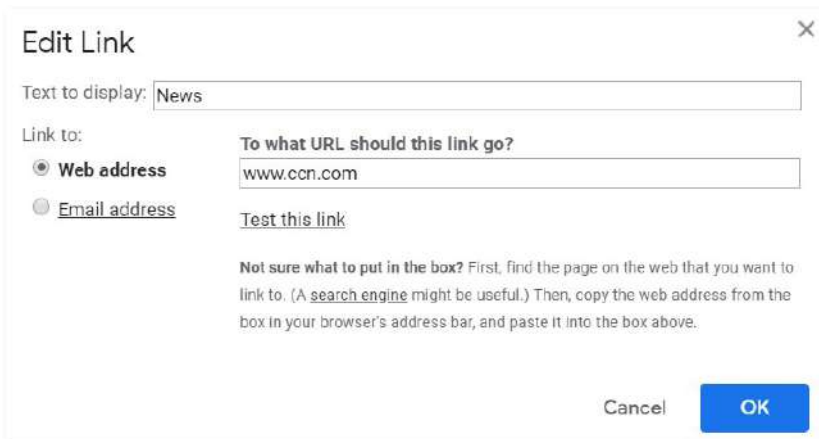 Edit Link
Text to display: News
Link to:
Web address
Email address
To what URL should this link go?
www.ccn.com
Test this link
Not sure what to put in the box? First, find the page on the web that you want to
link to. (A search engine might be useful.) Then, copy the web address from the
box in your browser's address bar, and paste it into the box above.
Cancel
OK